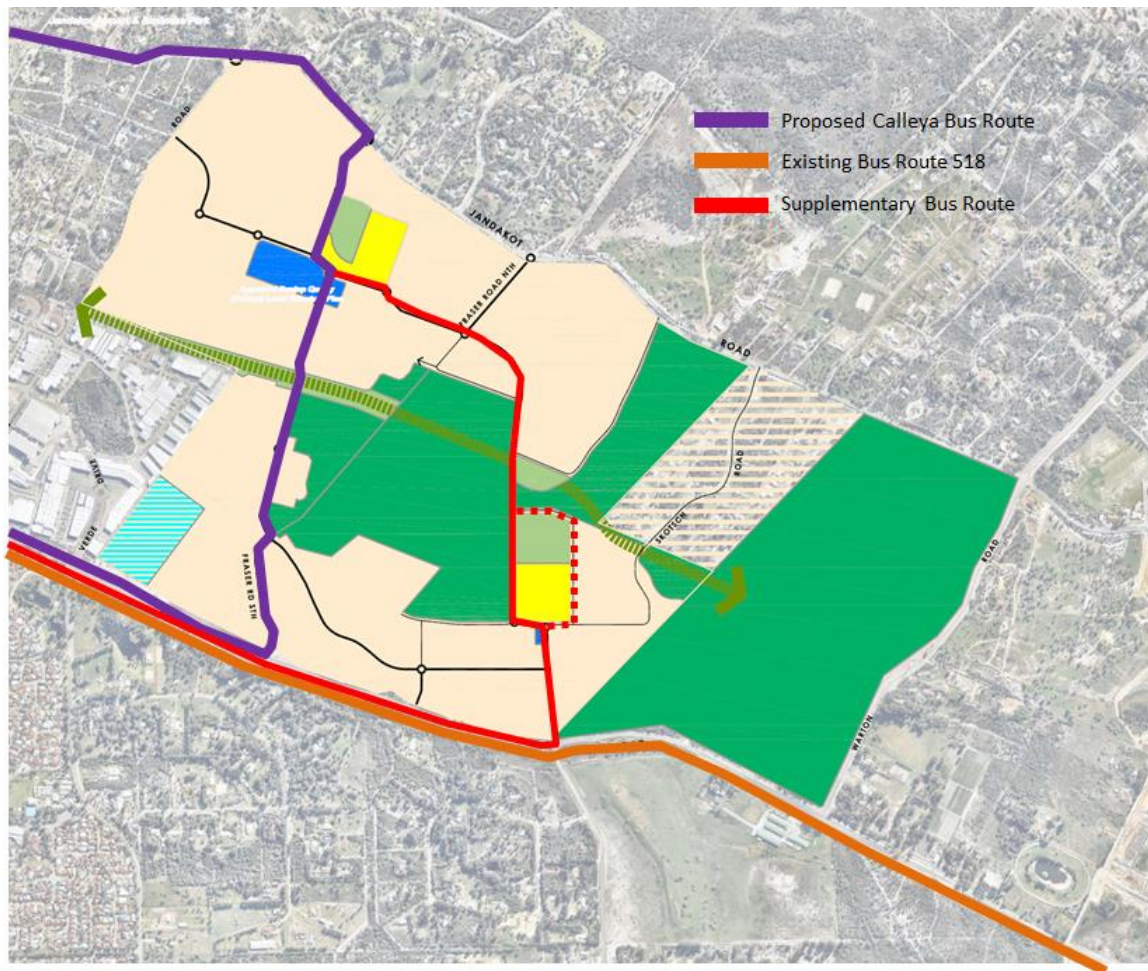 Proposed Calleya Bus Route
Existing Bus Route 518
Supplementary Bus Route
ROAD
JANDAKOT
FRASER ROAD NTH
ROAD
ROAD
SKOTSCH
ROAD
DRIVE
VERDE
FRASER RD STH
WARTON